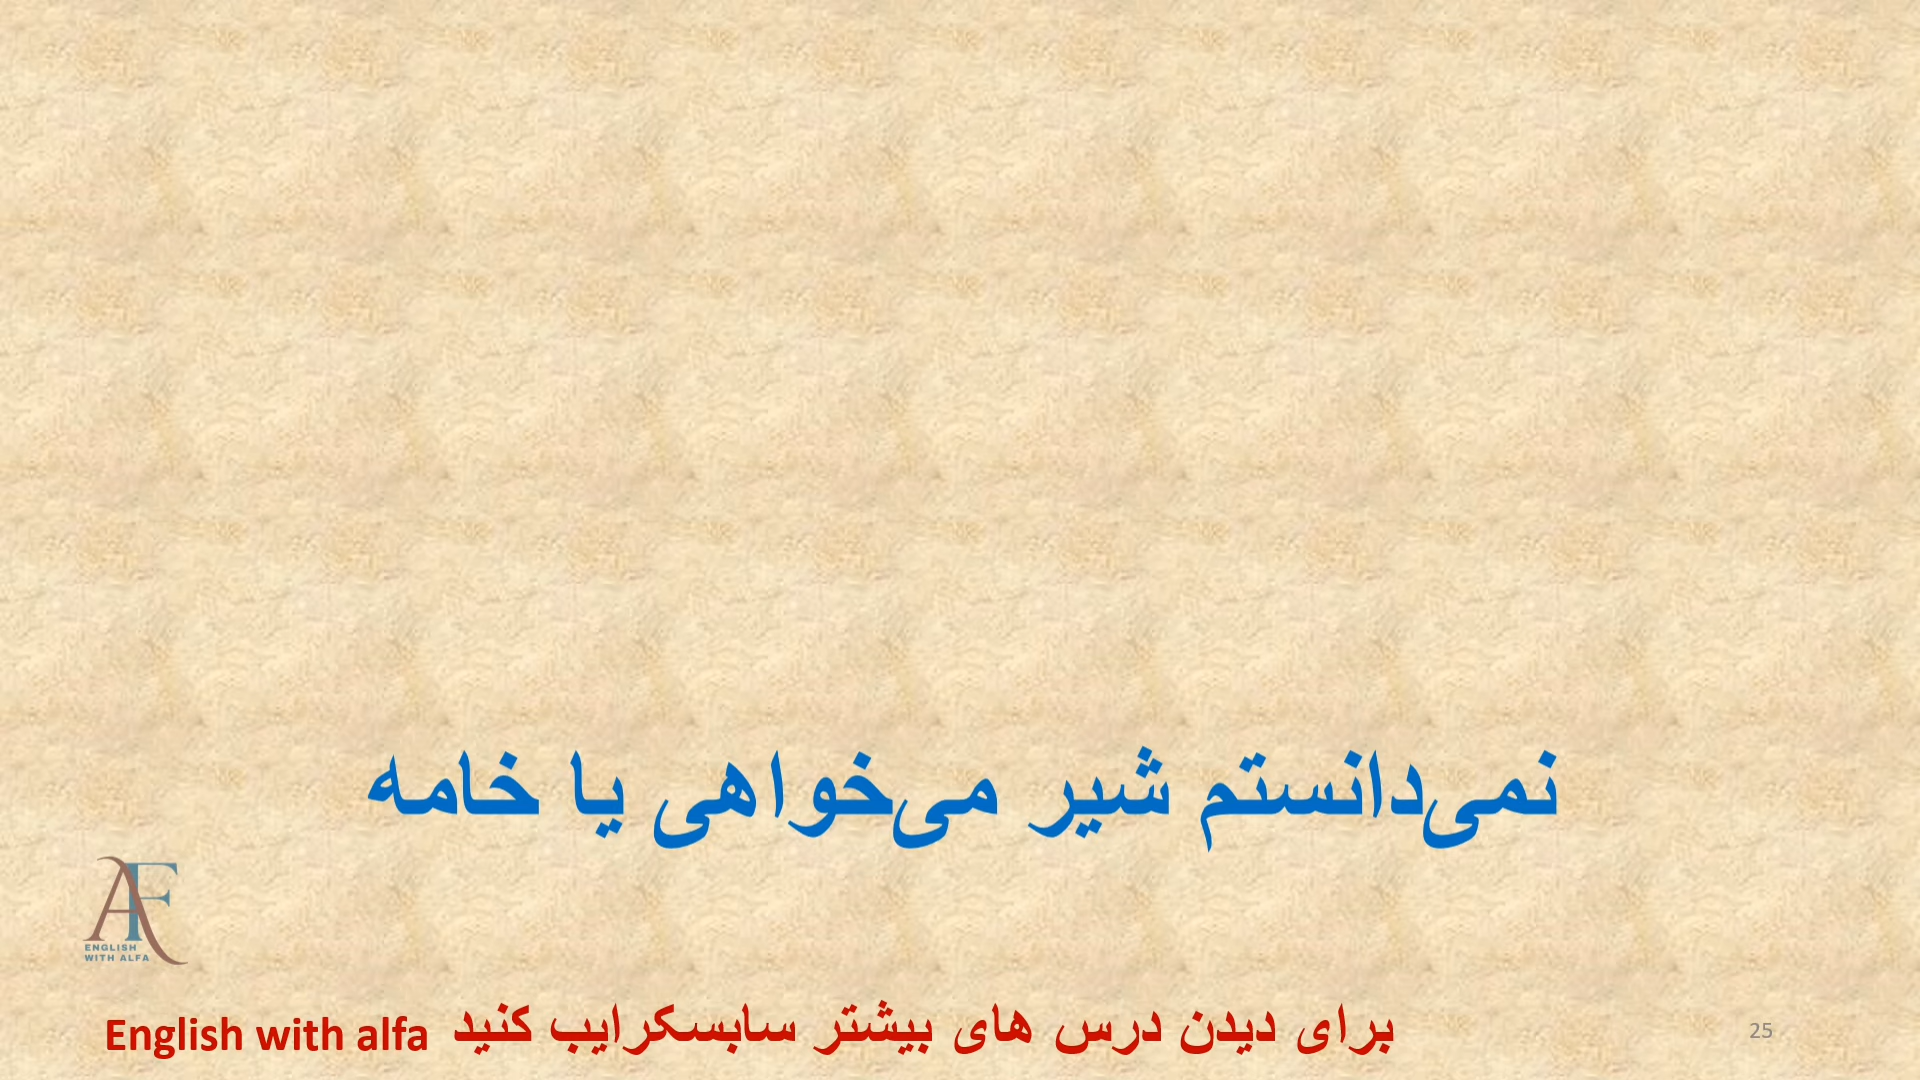 نمی‌دانستم شیر می‌خواهی یا خامه
AF
ENGLISH
WITH ALFA
برای دیدن درس های بیشتر سابسکرایب کنید English with alfa
25